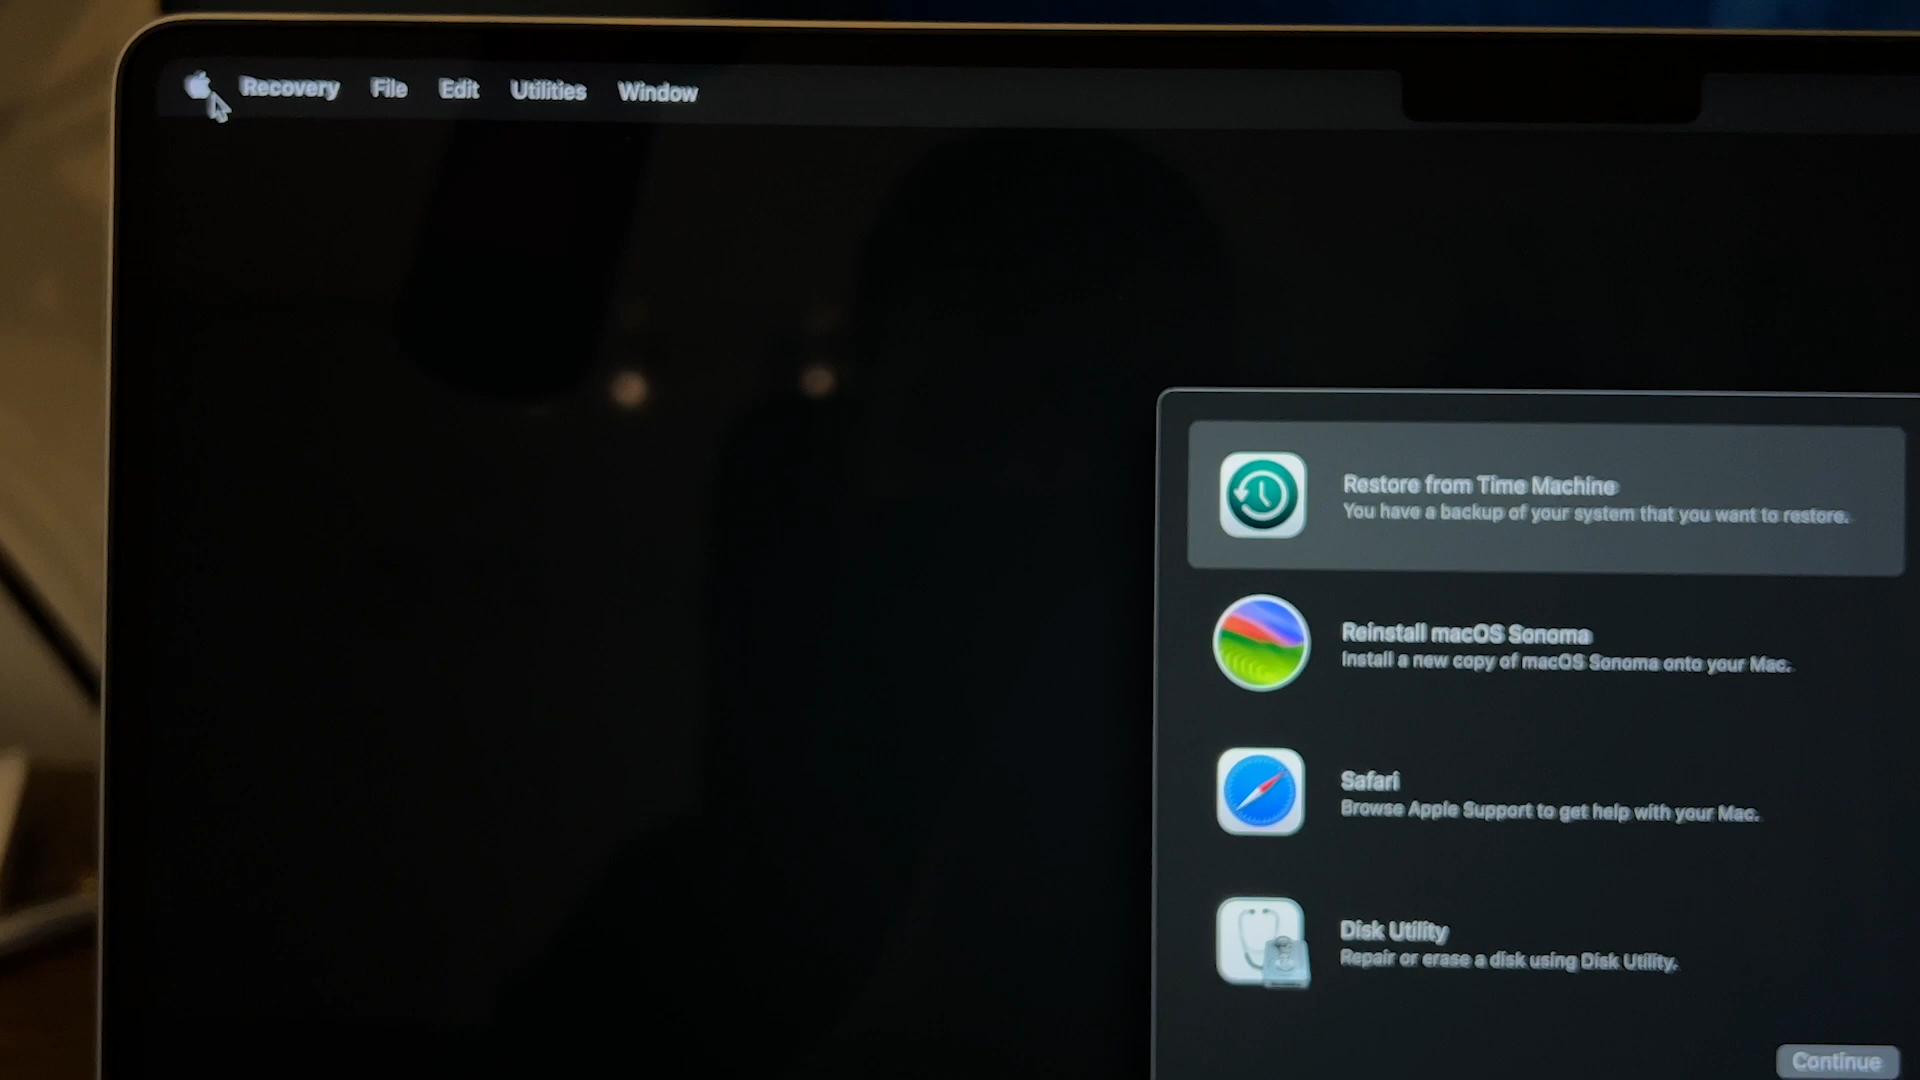 Recovery File Edit Utilities Window
Restore from Time Machine
You have a backup of your system that you want to restore.
Reinstall macOS Sonoma
Install a new copy of macOS Sonoma onto your Mac.
Safari
Browse Apple Support to get help with your Mac.
Disk Utility
Repair or erase a disk using Disk Utility.
Continue